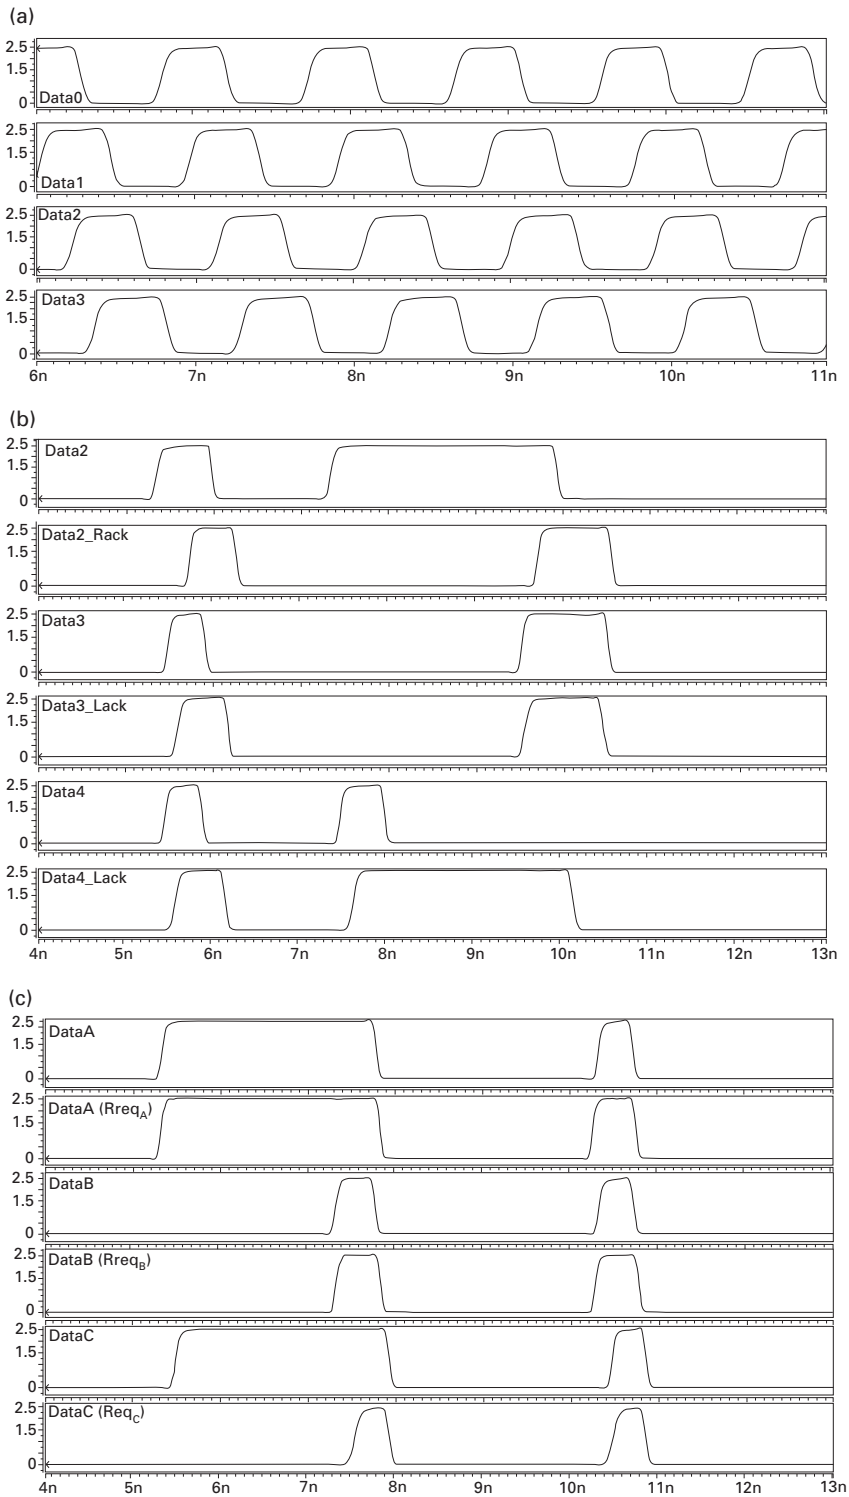 (a)
2.5
1.5
0
Data0
2.5
1.5
0
Data1
2.5
1.5
0
Data2
2.5
1.5
0
Data3
6n 7n 8n 9n 10n 11n
(b)
2.5
1.5
0
Data2
2.5
1.5
0
Data2_Rack
2.5
1.5
0
Data3
2.5
1.5
0
Data3_Lack
2.5
1.5
0
Data4
2.5
1.5
0
Data4_Lack
4n 5n 6n 7n 8n 9n 10n 11n 12n 13n
(c)
2.5
1.5
0
DataA
2.5
1.5
0
DataA (Rreq_A)
2.5
1.5
0
DataB
2.5
1.5
0
DataB (Rreq_B)
2.5
1.5
0
DataC
2.5
1.5
0
DataC (Req_C)
4n 5n 6n 7n 8n 9n 10n 11n 12n 13n